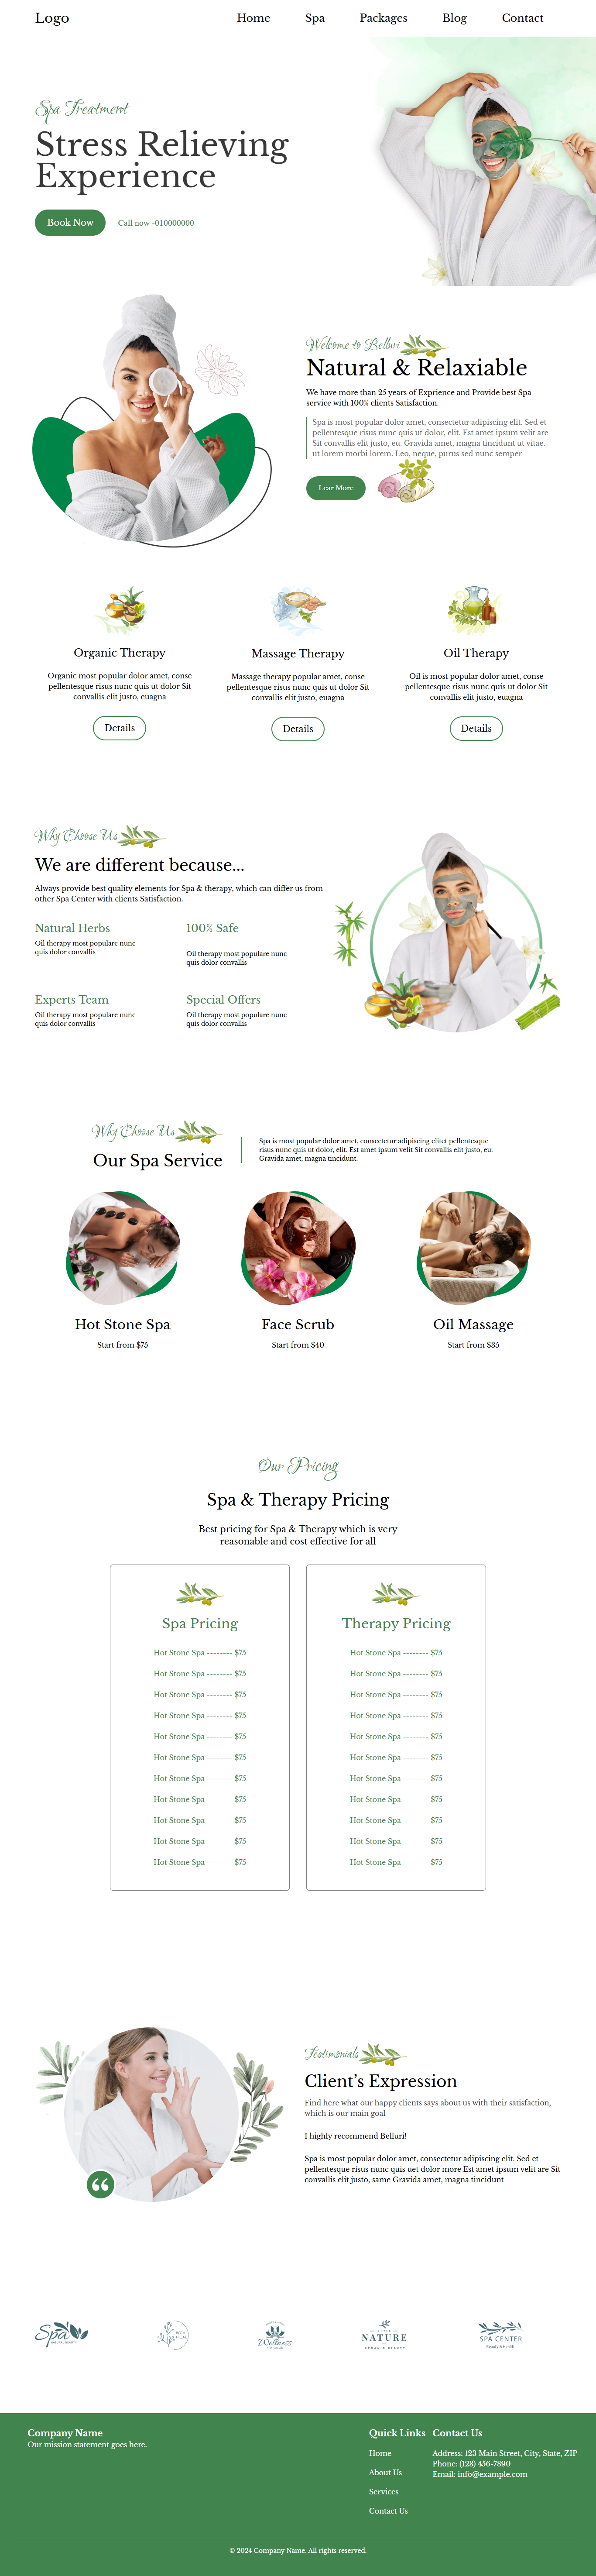 Logo
Home Spa Packages Blog Contact
Spa Treatment
Stress Relieving
Experience
Book Now Call now -010000000
Welcome to Belluri
Natural & Relaxiable
We have more than 25 years of Exprience and Provide best Spa
service with 100% clients Satisfaction.
Spa is most popular dolor amet, consectetur adipiscing elit. Sed et
pellentesque risus nunc quis ut dolor, elit. Est amet ipsum velit are
Sit convallis elit justo, eu. Gravida amet, magna tincidunt ut vitae.
ut lorem morbi lorem. Leo, neque, purus sed nunc semper
Lear More
Organic Therapy
Organic most popular dolor amet, conse
pellentesque risus nunc quis ut dolor Sit
convallis elit justo, euagna
Details
Massage Therapy
Massage therapy popular amet, conse
pellentesque risus nunc quis ut dolor Sit
convallis elit justo, euagna
Details
Oil Therapy
Oil is most popular dolor amet, conse
pellentesque risus nunc quis ut dolor Sit
convallis elit justo, euagna
Details
Why Choose Us
We are different because...
Always provide best quality elements for Spa & therapy, which can differ us from
other Spa Center with clients Satisfaction.
Natural Herbs
Oil therapy most populare nunc
quis dolor convallis
100% Safe
Oil therapy most populare nunc
quis dolor convallis
Experts Team
Oil therapy most populare nunc
quis dolor convallis
Special Offers
Oil therapy most populare nunc
quis dolor convallis
Why Choose Us
Our Spa Service
Spa is most popular dolor amet, consectetur adipiscing elitet pellentesque
risus nunc quis ut dolor, elit. Est amet ipsum velit Sit convallis elit justo, eu.
Gravida amet, magna tincidunt.
Hot Stone Spa
Start from $75
Face Scrub
Start from $40
Oil Massage
Start from $35
Our Pricing
Spa & Therapy Pricing
Best pricing for Spa & Therapy which is very
reasonable and cost effective for all
Spa Pricing
Hot Stone Spa -------- $75
Hot Stone Spa -------- $75
Hot Stone Spa -------- $75
Hot Stone Spa -------- $75
Hot Stone Spa -------- $75
Hot Stone Spa -------- $75
Hot Stone Spa -------- $75
Hot Stone Spa -------- $75
Hot Stone Spa -------- $75
Hot Stone Spa -------- $75
Hot Stone Spa -------- $75
Therapy Pricing
Hot Stone Spa -------- $75
Hot Stone Spa -------- $75
Hot Stone Spa -------- $75
Hot Stone Spa -------- $75
Hot Stone Spa -------- $75
Hot Stone Spa -------- $75
Hot Stone Spa -------- $75
Hot Stone Spa -------- $75
Hot Stone Spa -------- $75
Hot Stone Spa -------- $75
Hot Stone Spa -------- $75
Testimonials
Client’s Expression
Find here what our happy clients says about us with their satisfaction,
which is our main goal
I highly recommend Belluri!
Spa is most popular dolor amet, consectetur adipiscing elit. Sed et
pellentesque risus nunc quis uet dolor more Est amet ipsum velit are Sit
convallis elit justo, same Gravida amet, magna tincidunt
Spa
NATURAL BEAUTY
Wellness
NATURE
ORGANIC BEAUTY
SPA CENTER
Beauty & Health
Company Name
Our mission statement goes here.
Quick Links
Home
About Us
Services
Contact Us
Contact Us
Address: 123 Main Street, City, State, ZIP
Phone: (123) 456-7890
Email: info@example.com
© 2024 Company Name. All rights reserved.